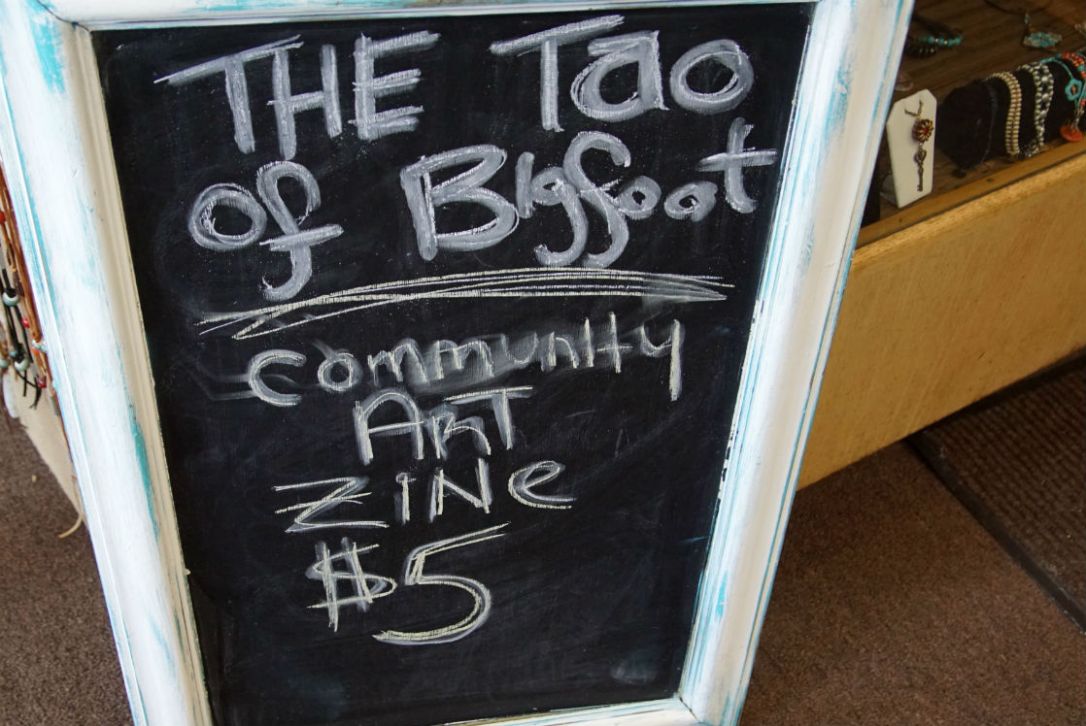 THE Tao
of Bigfoot
Community
ART
ZINe
$5